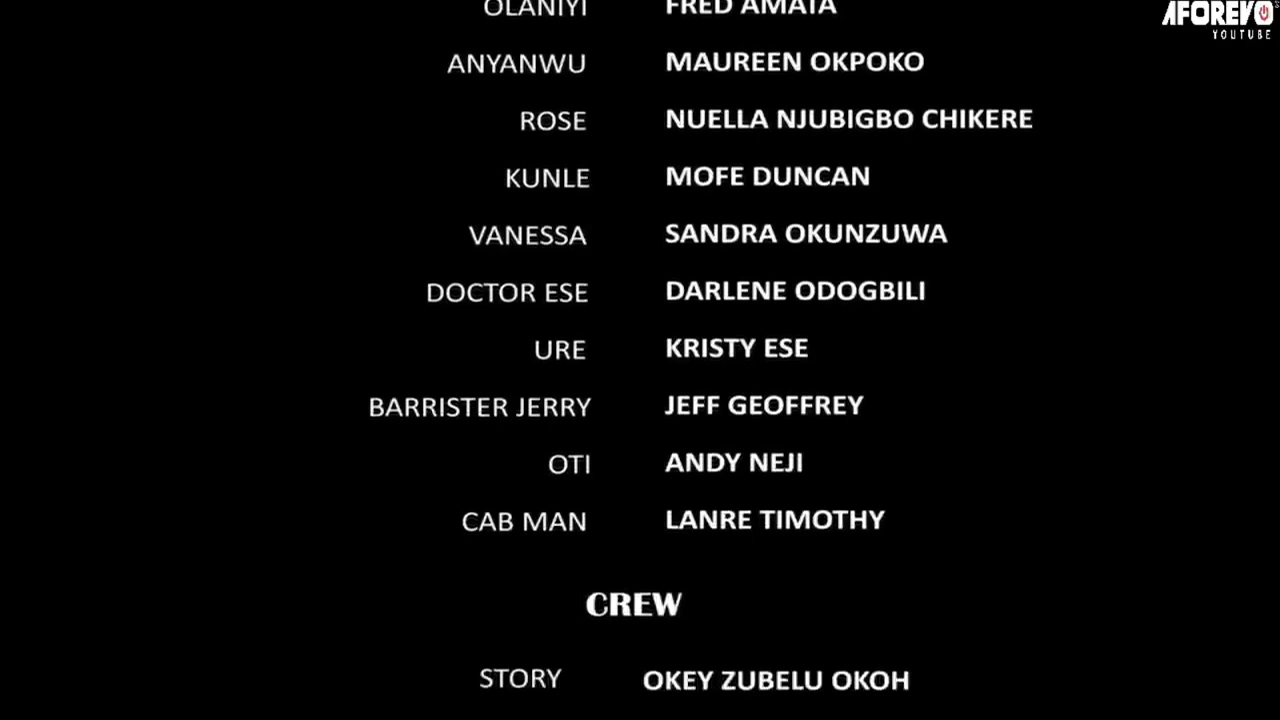 AFOREVO
YOUTUBE
OLANIYI FRED AMATA
ANYANWU MAUREEN OKPOKO
ROSE NUELLA NJUBIGBO CHIKERE
KUNLE MOFE DUNCAN
VANESSA SANDRA OKUNZUWA
DOCTOR ESE DARLENE ODOGBILI
URE KRISTY ESE
BARRISTER JERRY JEFF GEOFFREY
OTI ANDY NEJI
CAB MAN LANRE TIMOTHY
CREW
STORY OKEY ZUBELU OKOH